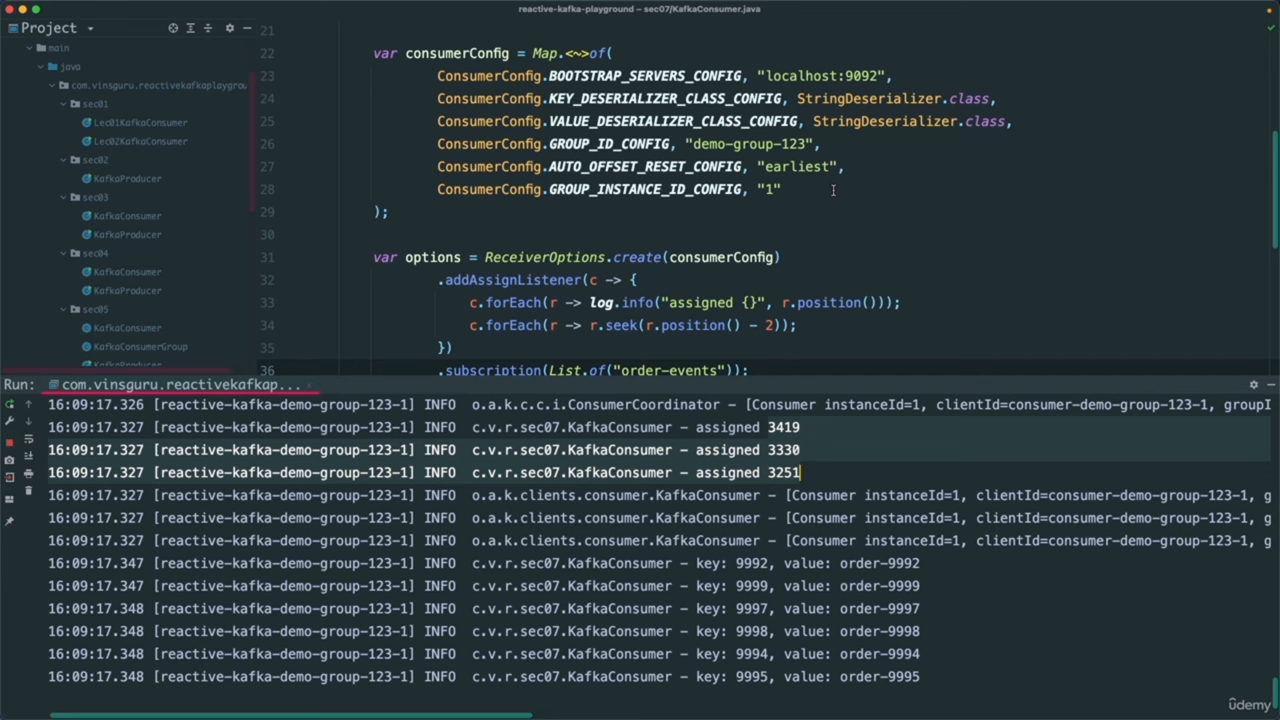 reactive-kafka-playground – sec07/KafkaConsumer.java
Project
main
java
com.vinsguru.reactivekafkaplaygrou
sec01
Lec01KafkaConsumer
Lec02KafkaConsumer
sec02
KafkaProducer
sec03
KafkaConsumer
KafkaProducer
sec04
KafkaConsumer
KafkaProducer
sec05
KafkaConsumer
KafkaConsumerGroup
KafkaProducer
21
22 var consumerConfig = Map.<~>of(
23 ConsumerConfig.BOOTSTRAP_SERVERS_CONFIG, "localhost:9092",
24 ConsumerConfig.KEY_DESERIALIZER_CLASS_CONFIG, StringDeserializer.class,
25 ConsumerConfig.VALUE_DESERIALIZER_CLASS_CONFIG, StringDeserializer.class,
26 ConsumerConfig.GROUP_ID_CONFIG, "demo-group-123",
27 ConsumerConfig.AUTO_OFFSET_RESET_CONFIG, "earliest",
28 ConsumerConfig.GROUP_INSTANCE_ID_CONFIG, "1"
29 );
30
31 var options = ReceiverOptions.create(consumerConfig)
32 .addAssignListener(c -> {
33 c.forEach(r -> log.info("assigned {}", r.position()));
34 c.forEach(r -> r.seek(r.position() - 2));
35 })
36 .subscription(List.of("order-events"));
Run: com.vinsguru.reactivekafkap...
16:09:17.326 [reactive-kafka-demo-group-123-1] INFO o.a.k.c.c.i.ConsumerCoordinator – [Consumer instanceId=1, clientId=consumer-demo-group-123-1, groupI
16:09:17.327 [reactive-kafka-demo-group-123-1] INFO c.v.r.sec07.KafkaConsumer – assigned 3419
16:09:17.327 [reactive-kafka-demo-group-123-1] INFO c.v.r.sec07.KafkaConsumer – assigned 3330
16:09:17.327 [reactive-kafka-demo-group-123-1] INFO c.v.r.sec07.KafkaConsumer – assigned 3251
16:09:17.327 [reactive-kafka-demo-group-123-1] INFO o.a.k.clients.consumer.KafkaConsumer – [Consumer instanceId=1, clientId=consumer-demo-group-123-1, g
16:09:17.327 [reactive-kafka-demo-group-123-1] INFO o.a.k.clients.consumer.KafkaConsumer – [Consumer instanceId=1, clientId=consumer-demo-group-123-1, g
16:09:17.327 [reactive-kafka-demo-group-123-1] INFO o.a.k.clients.consumer.KafkaConsumer – [Consumer instanceId=1, clientId=consumer-demo-group-123-1, g
16:09:17.347 [reactive-kafka-demo-group-123-1] INFO c.v.r.sec07.KafkaConsumer – key: 9992, value: order-9992
16:09:17.347 [reactive-kafka-demo-group-123-1] INFO c.v.r.sec07.KafkaConsumer – key: 9999, value: order-9999
16:09:17.348 [reactive-kafka-demo-group-123-1] INFO c.v.r.sec07.KafkaConsumer – key: 9997, value: order-9997
16:09:17.348 [reactive-kafka-demo-group-123-1] INFO c.v.r.sec07.KafkaConsumer – key: 9998, value: order-9998
16:09:17.348 [reactive-kafka-demo-group-123-1] INFO c.v.r.sec07.KafkaConsumer – key: 9994, value: order-9994
16:09:17.348 [reactive-kafka-demo-group-123-1] INFO c.v.r.sec07.KafkaConsumer – key: 9995, value: order-9995
ûdemy